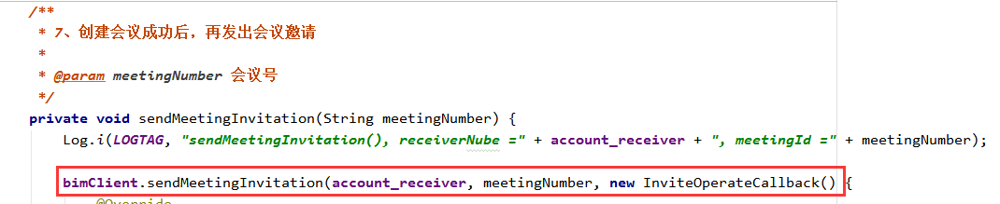 /**
 * 7、创建会议成功后，再发出会议邀请
 *
 * @param meetingNumber 会议号
 */
private void sendMeetingInvitation(String meetingNumber) {
    Log.i(LOGTAG, "sendMeetingInvitation(), receiverNube =" + account_receiver + ", meetingId =" + meetingNumber);
    bimClient.sendMeetingInvitation(account_receiver, meetingNumber, new InviteOperateCallback() {
        @Override